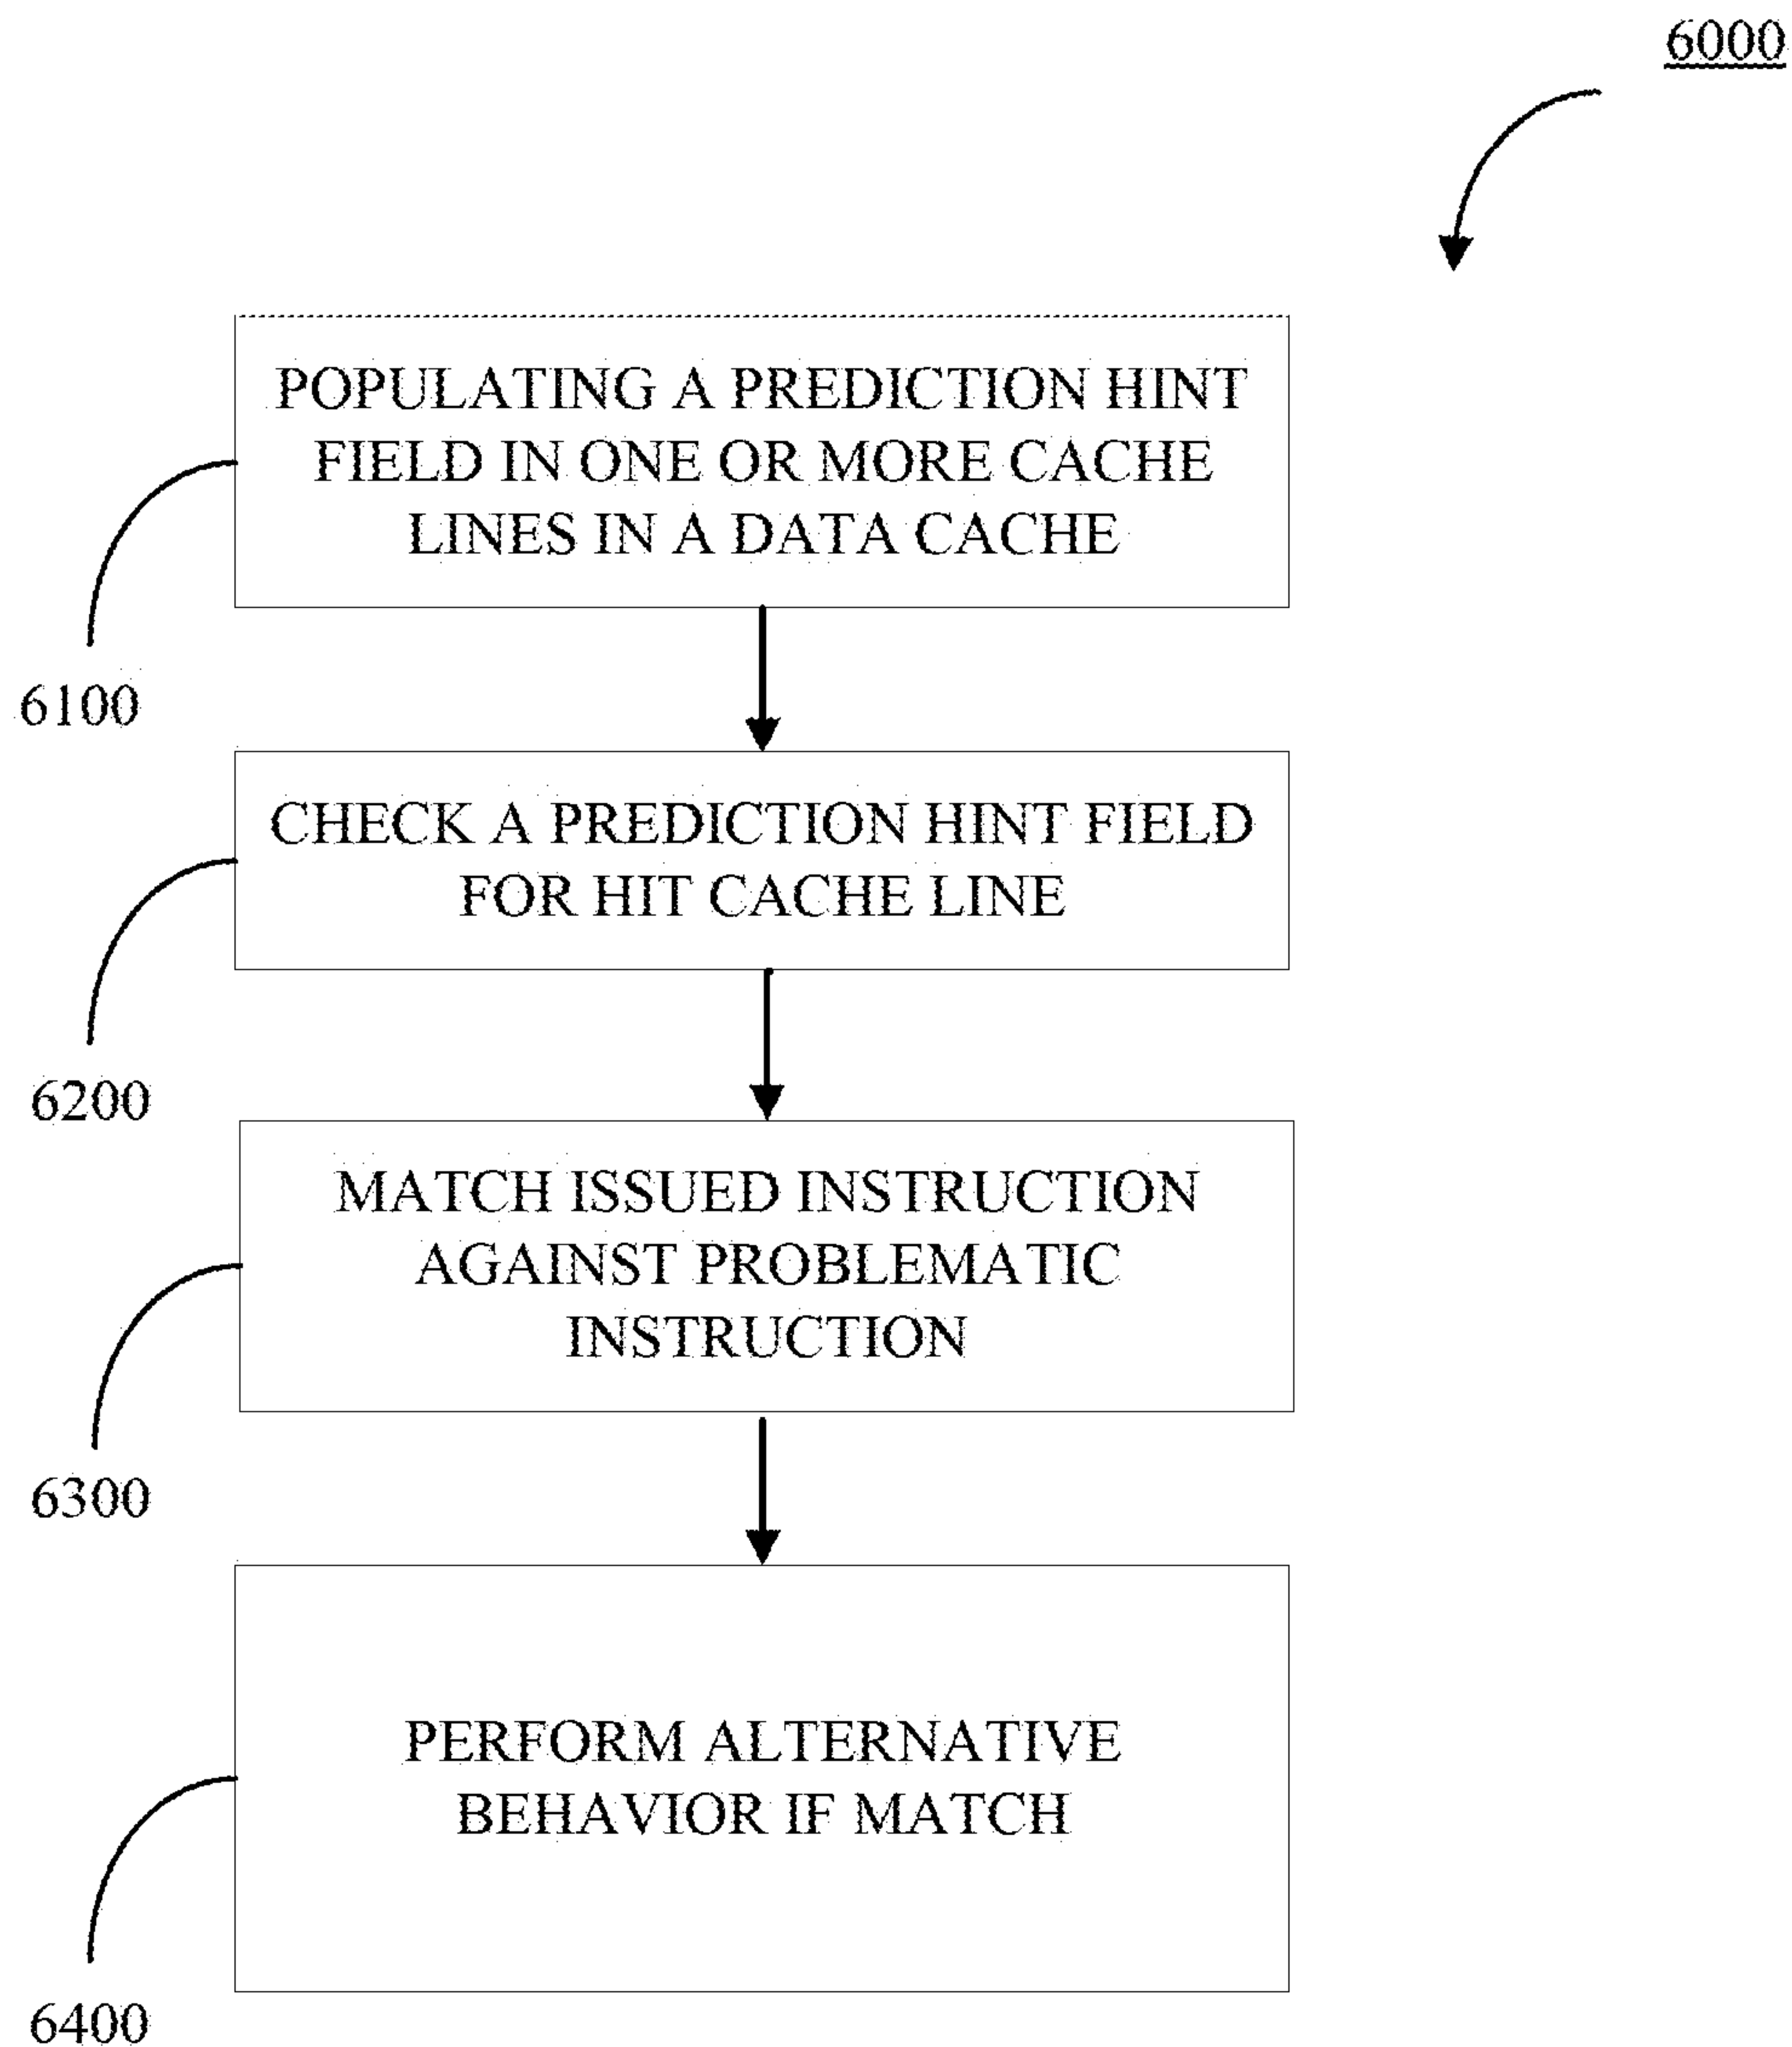 6000
POPULATING A PREDICTION HINT
FIELD IN ONE OR MORE CACHE
LINES IN A DATA CACHE
6100
CHECK A PREDICTION HINT FIELD
FOR HIT CACHE LINE
6200
MATCH ISSUED INSTRUCTION
AGAINST PROBLEMATIC
INSTRUCTION
6300
PERFORM ALTERNATIVE
BEHAVIOR IF MATCH
6400